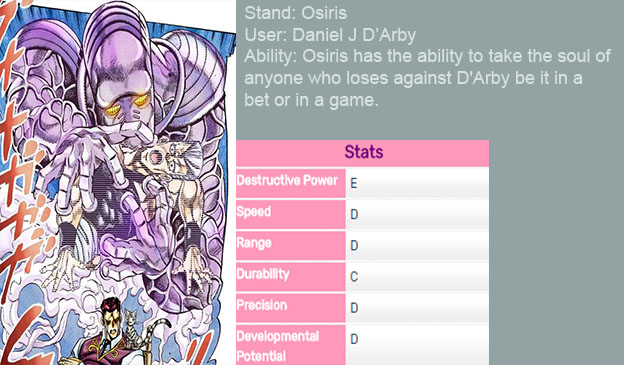 Stand: Osiris
User: Daniel J D'Arby
Ability: Osiris has the ability to take the soul of
anyone who loses against D'Arby be it in a
bet or in a game.
Stats
Destructive Power E
Speed D
Range D
Durability C
Precision D
Developmental D
Potential